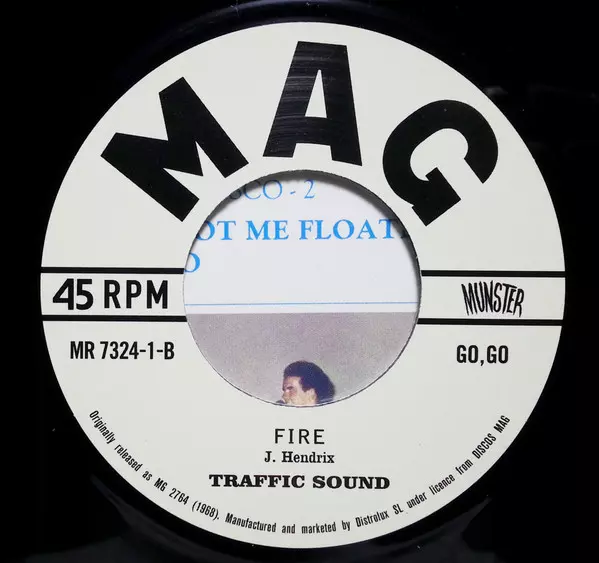 MAG
SCO - 2
OT ME FLOAT
45 RPM
MUNSTER
MR 7324-1-B
GO,GO
FIRE
J. Hendrix
TRAFFIC SOUND
Originally released as MG 2764 (1968). Manufactured and marketed by Distrolux SL under licence from DISCOS MAG